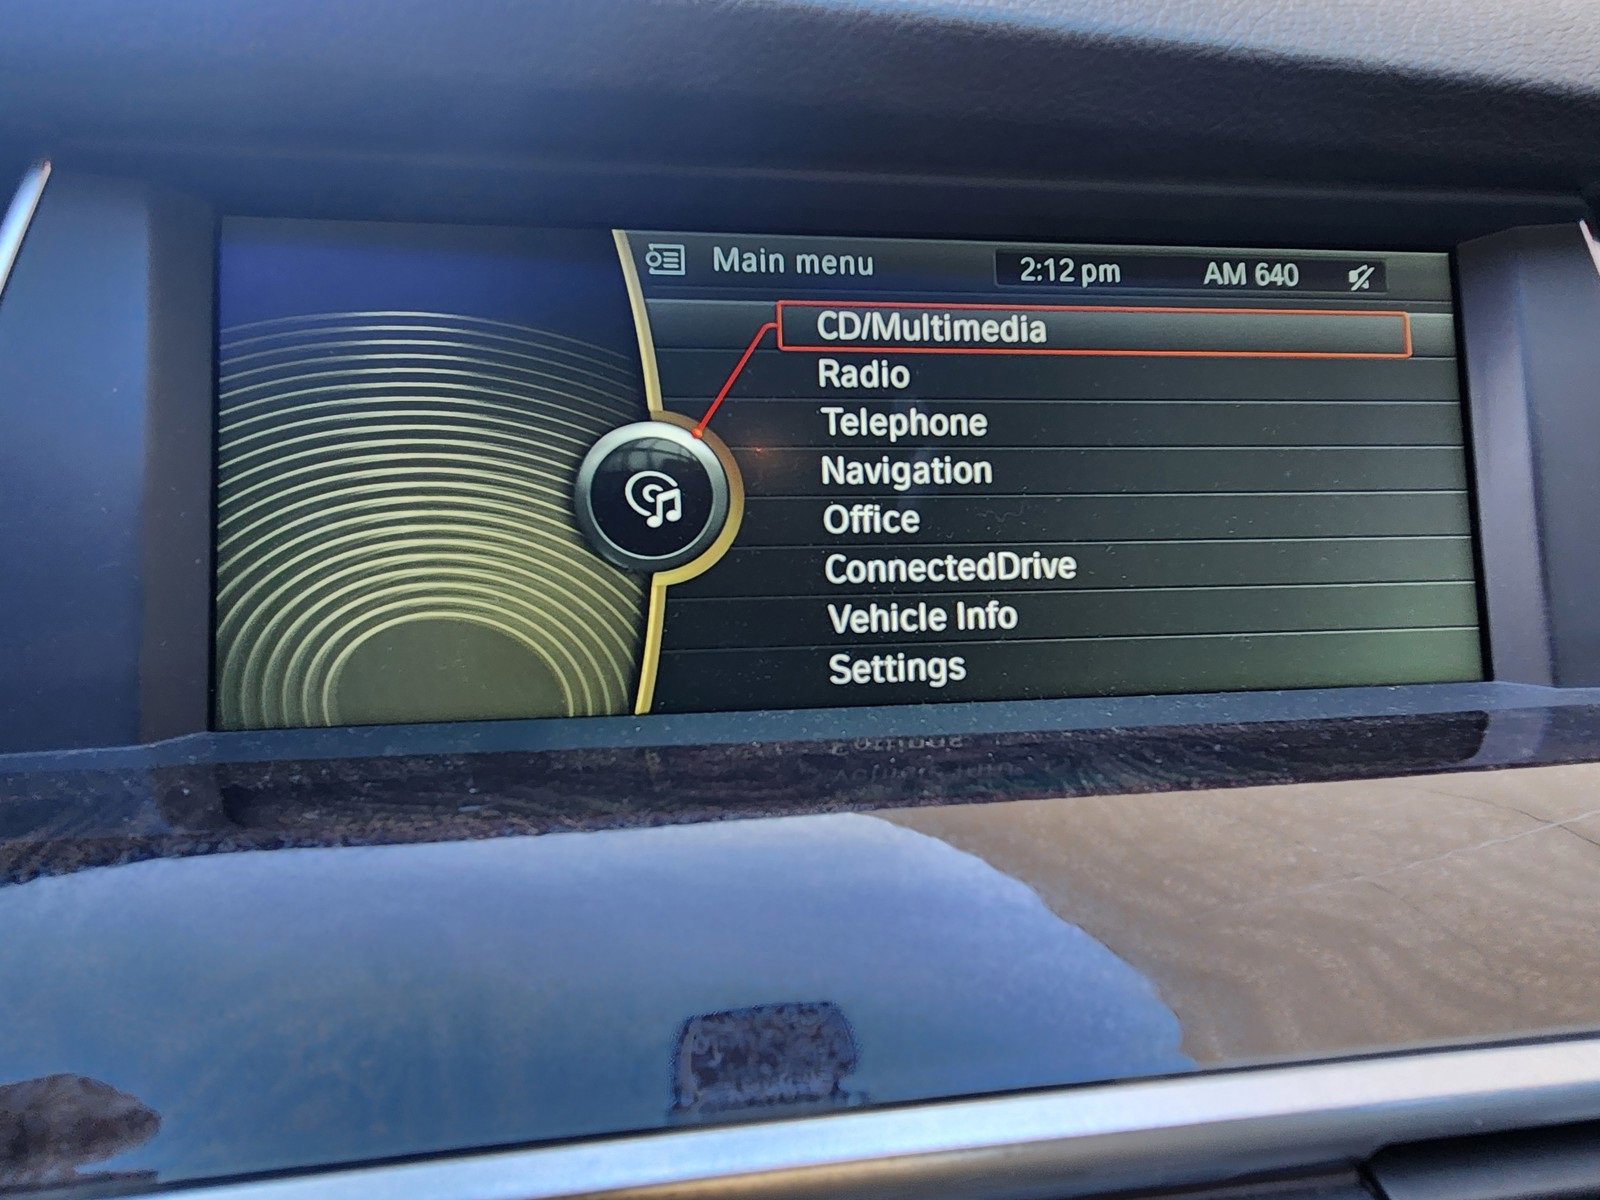 Main menu 2:12 pm AM 640
CD/Multimedia
Radio
Telephone
Navigation
Office
ConnectedDrive
Vehicle Info
Settings